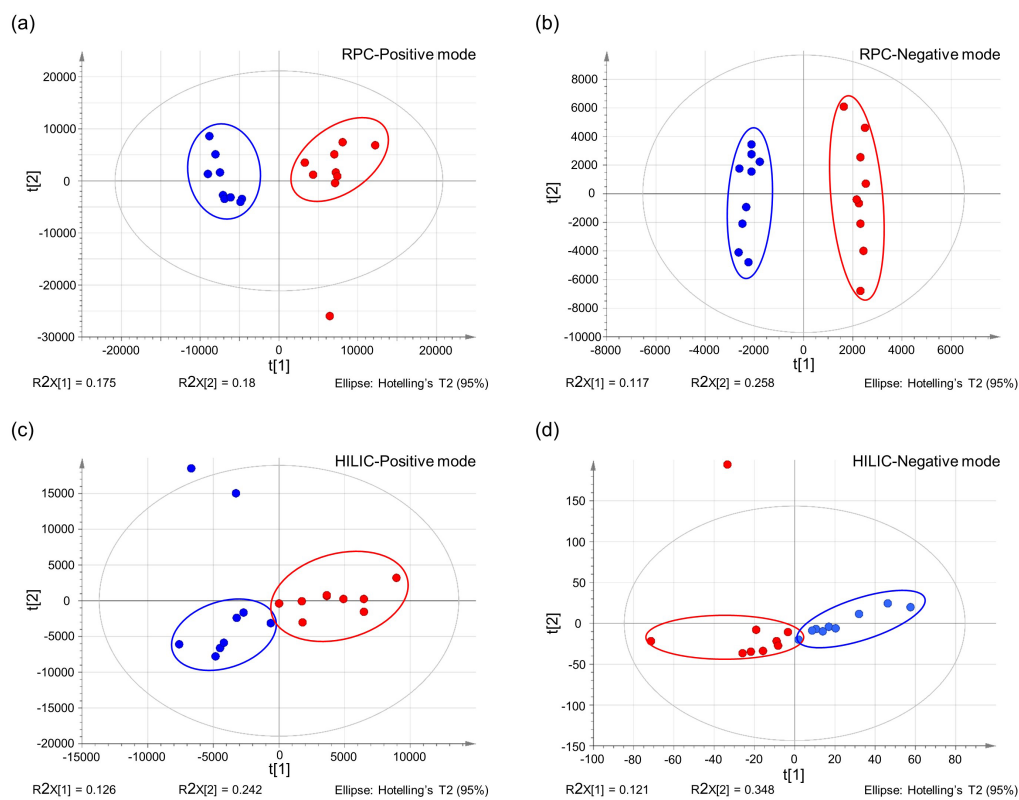 (a)
RPC-Positive mode
20000
10000
0
-10000
-20000
-30000
t[2]
-20000 -10000 0 10000 20000
t[1]
R2X[1] = 0.175 R2X[2] = 0.18 Ellipse: Hotelling's T2 (95%)
(b)
RPC-Negative mode
8000
6000
4000
2000
0
-2000
-4000
-6000
-8000
-10000
t[2]
-8000 -6000 -4000 -2000 0 2000 4000 6000
t[1]
R2X[1] = 0.117 R2X[2] = 0.258 Ellipse: Hotelling's T2 (95%)
(c)
HILIC-Positive mode
15000
10000
5000
0
-5000
-10000
-15000
-20000
t[2]
-15000 -10000 -5000 0 5000 10000
t[1]
R2X[1] = 0.126 R2X[2] = 0.242 Ellipse: Hotelling's T2 (95%)
(d)
HILIC-Negative mode
150
100
50
0
-50
-100
-150
t[2]
-100 -80 -60 -40 -20 0 20 40 60 80
t[1]
R2X[1] = 0.121 R2X[2] = 0.348 Ellipse: Hotelling's T2 (95%)